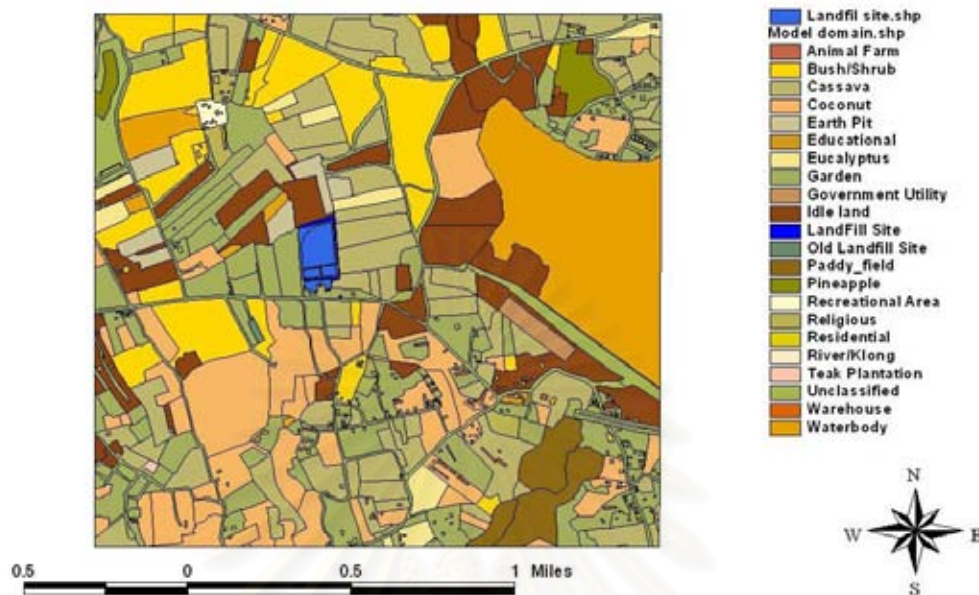 Landfil site.shp
Model domain.shp
Animal Farm
Bush/Shrub
Cassava
Coconut
Earth Pit
Educational
Eucalyptus
Garden
Government Utility
Idle land
LandFill Site
Old Landfill Site
Paddy_field
Pineapple
Recreational Area
Religious
Residential
River/Klong
Teak Plantation
Unclassified
Warehouse
Waterbody
N
W E
S
0.5 0 0.5 1 Miles